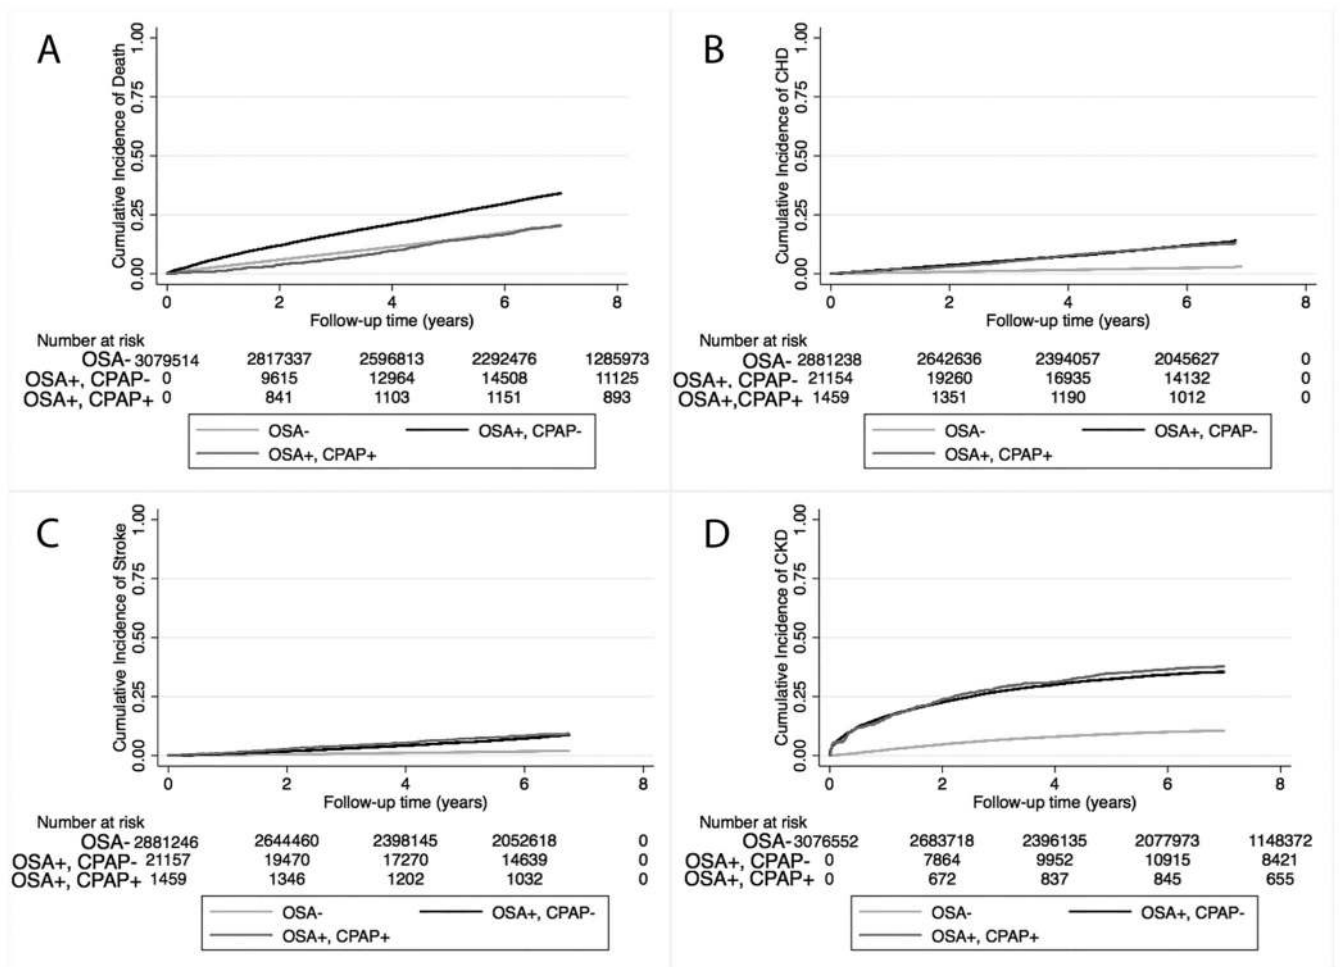 A
Cumulative Incidence of Death
1.00
0.75
0.50
0.25
0.00
0 2 4 6 8
Follow-up time (years)
Number at risk
OSA- 3079514 2817337 2596813 2292476 1285973
OSA+, CPAP- 0 9615 12964 14508 11125
OSA+, CPAP+ 0 841 1103 1151 893
OSA- OSA+, CPAP-
OSA+, CPAP+
B
Cumulative Incidence of CHD
1.00
0.75
0.50
0.25
0.00
0 2 4 6 8
Follow-up time (years)
Number at risk
OSA- 2881238 2642636 2394057 2045627 0
OSA+, CPAP- 21154 19260 16935 14132 0
OSA+,CPAP+ 1459 1351 1190 1012 0
OSA- OSA+, CPAP-
OSA+, CPAP+
C
Cumulative Incidence of Stroke
1.00
0.75
0.50
0.25
0.00
0 2 4 6 8
Follow-up time (years)
Number at risk
OSA- 2881246 2644460 2398145 2052618 0
OSA+, CPAP- 21157 19470 17270 14639 0
OSA+, CPAP+ 1459 1346 1202 1032 0
OSA- OSA+, CPAP-
OSA+, CPAP+
D
Cumulative Incidence of CKD
1.00
0.75
0.50
0.25
0.00
0 2 4 6 8
Follow-up time (years)
Number at risk
OSA- 3076552 2683718 2396135 2077973 1148372
OSA+, CPAP- 0 7864 9952 10915 8421
OSA+, CPAP+ 0 672 837 845 655
OSA- OSA+, CPAP-
OSA+, CPAP+